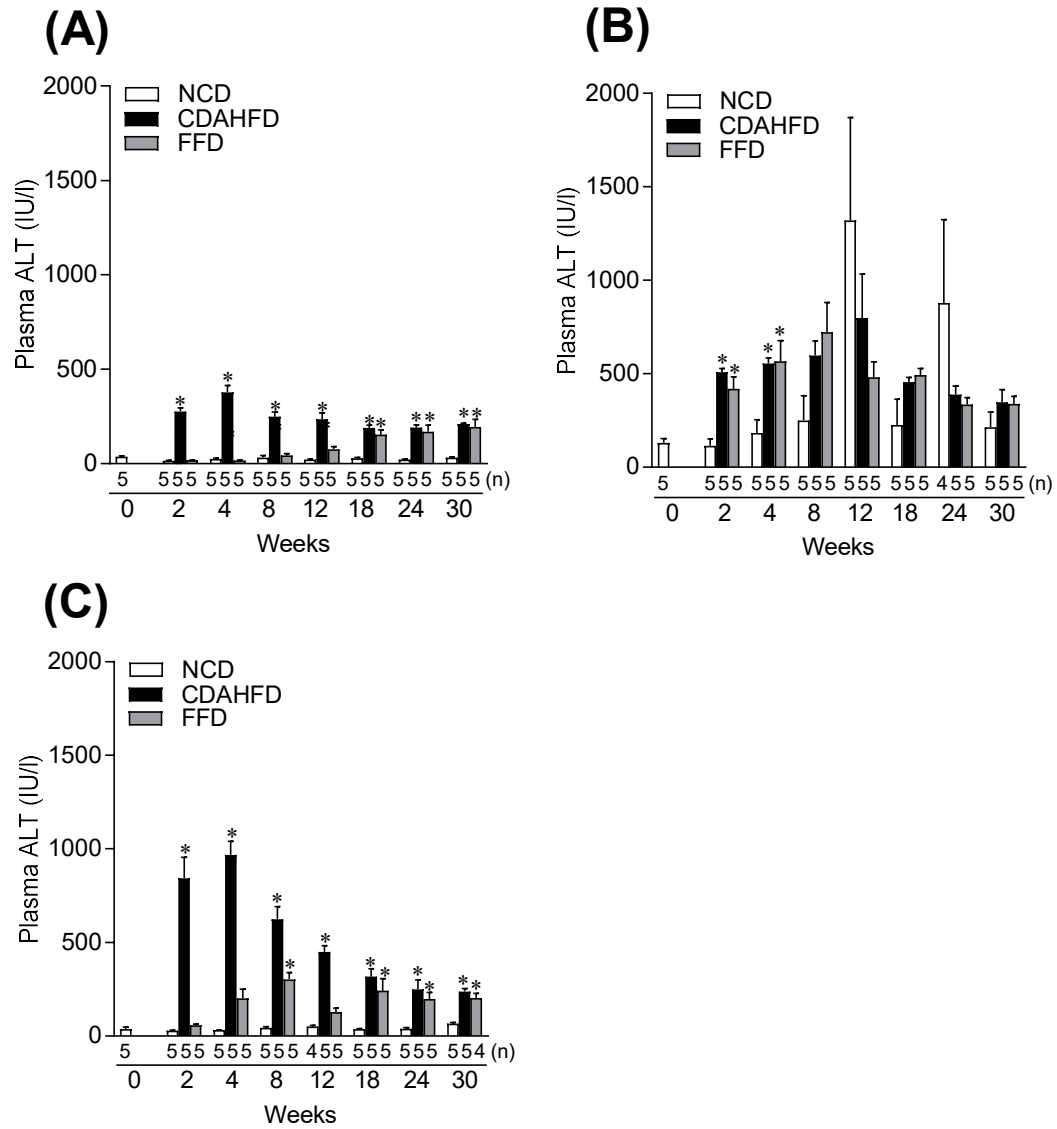 (A)
2000
1500
1000
500
0
Plasma ALT (IU/l)
NCD
CDAHFD
FFD
* * * * ** ** **
5 555 555 555 555 555 555 555 (n)
0 2 4 8 12 18 24 30
Weeks
(B)
2000
1500
1000
500
0
Plasma ALT (IU/l)
NCD
CDAHFD
FFD
* * * *
5 555 555 555 555 555 455 555 (n)
0 2 4 8 12 18 24 30
Weeks
(C)
2000
1500
1000
500
0
Plasma ALT (IU/l)
NCD
CDAHFD
FFD
* * * * * ** ** **
5 555 555 555 455 555 555 554 (n)
0 2 4 8 12 18 24 30
Weeks